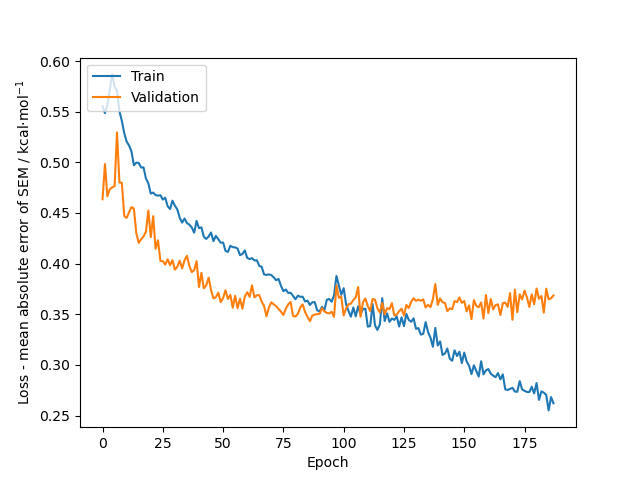 0.60
0.55
0.50
0.45
0.40
0.35
0.30
0.25
Loss - mean absolute error of SEM / kcal·mol⁻¹
Train
Validation
0 25 50 75 100 125 150 175
Epoch